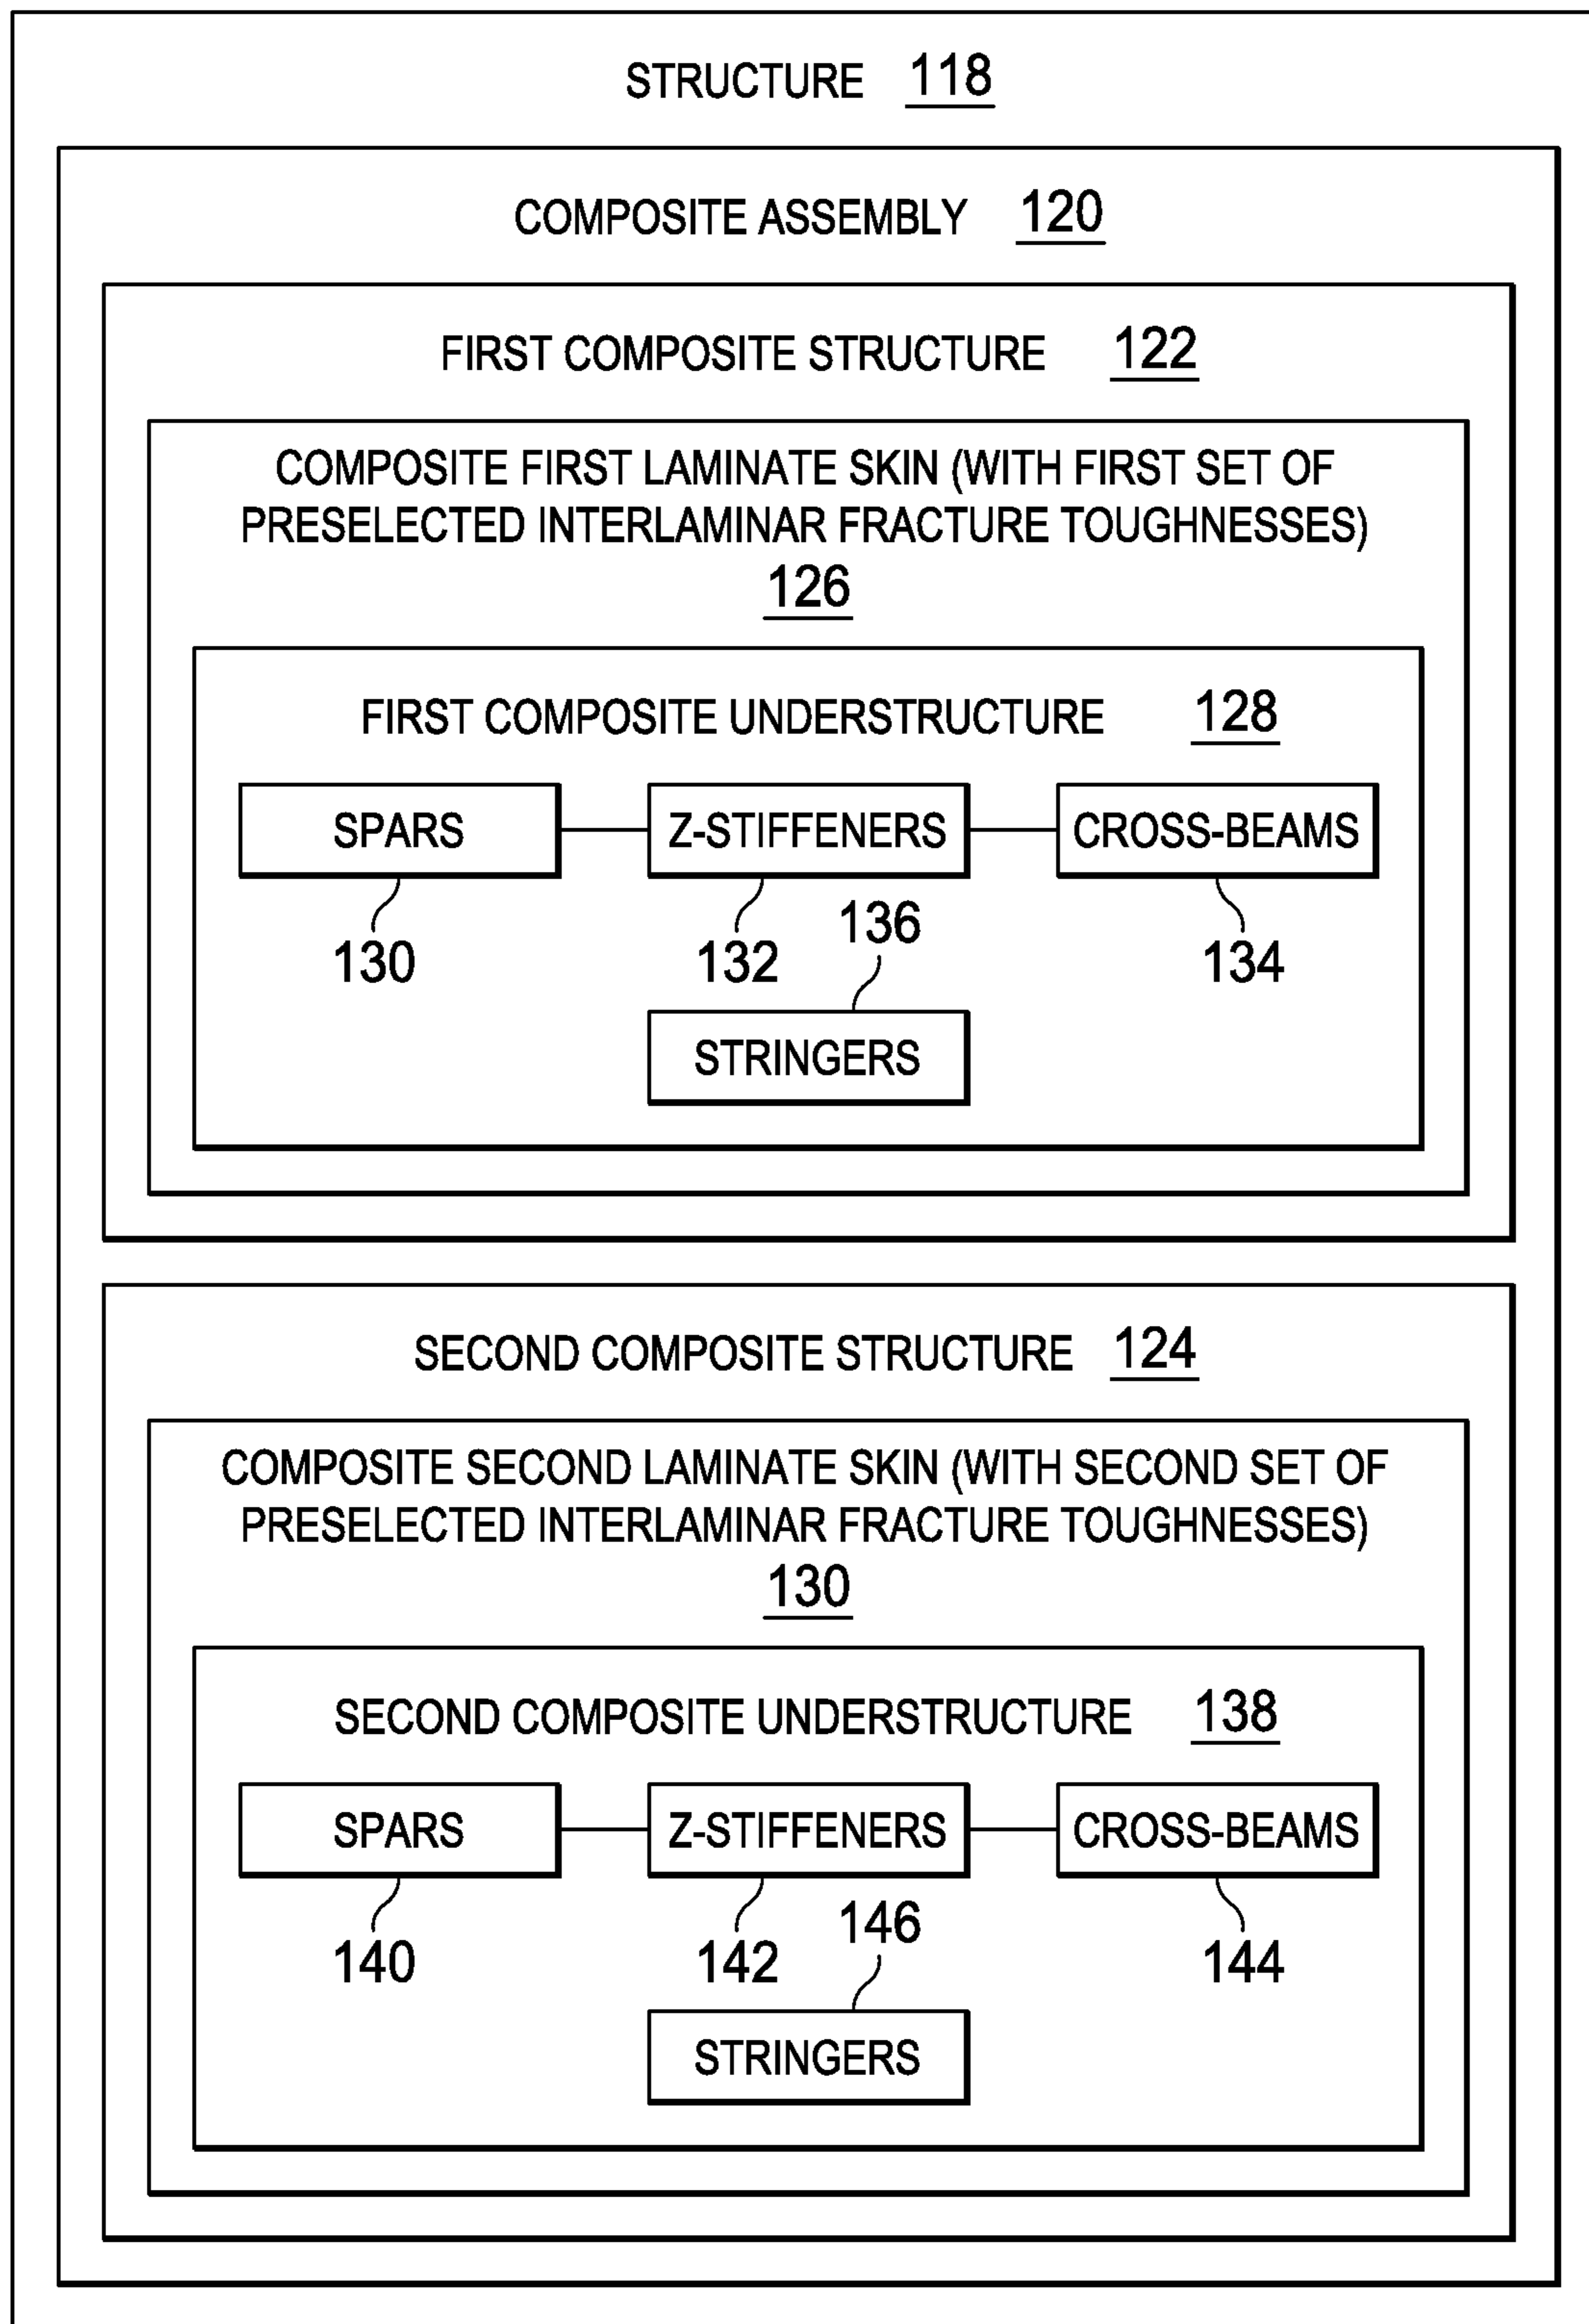 STRUCTURE 118
COMPOSITE ASSEMBLY 120
FIRST COMPOSITE STRUCTURE 122
COMPOSITE FIRST LAMINATE SKIN (WITH FIRST SET OF
PRESELECTED INTERLAMINAR FRACTURE TOUGHNESSES)
126
FIRST COMPOSITE UNDERSTRUCTURE 128
SPARS Z-STIFFENERS CROSS-BEAMS
136
130 132 134
STRINGERS
SECOND COMPOSITE STRUCTURE 124
COMPOSITE SECOND LAMINATE SKIN (WITH SECOND SET OF
PRESELECTED INTERLAMINAR FRACTURE TOUGHNESSES)
130
SECOND COMPOSITE UNDERSTRUCTURE 138
SPARS Z-STIFFENERS CROSS-BEAMS
146
140 142 144
STRINGERS